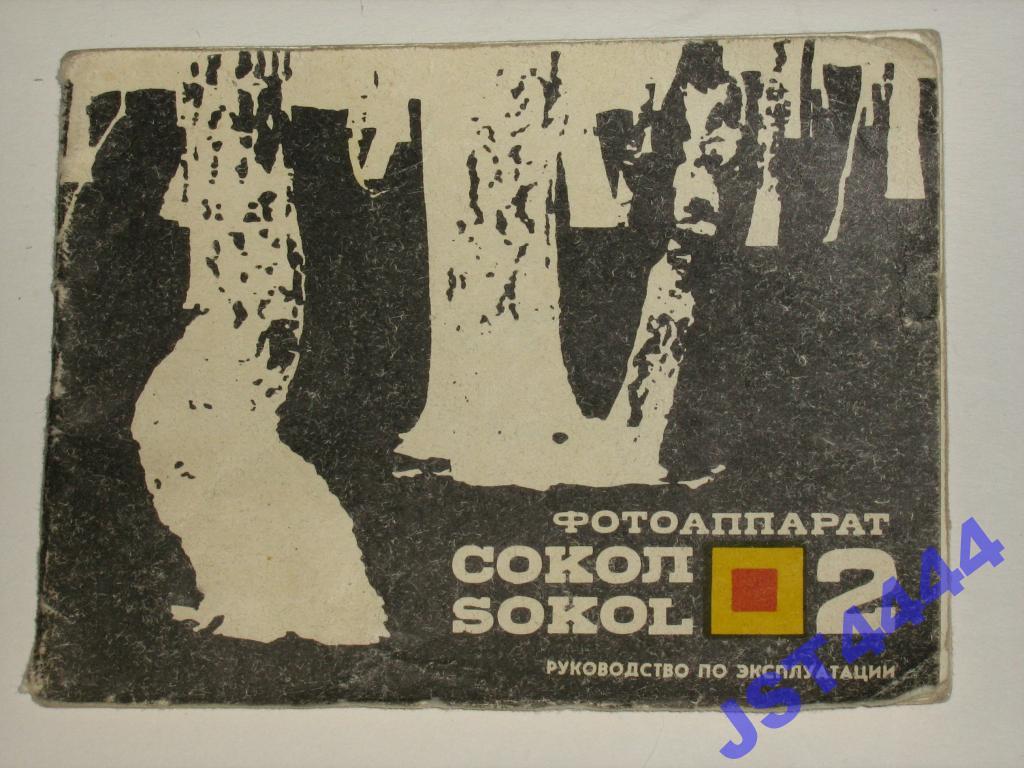 ФОТОАППАРАТ
СОКОЛ 2
SOKOL
РУКОВОДСТВО ПО ЭКСПЛУАТАЦИИ
JST4444